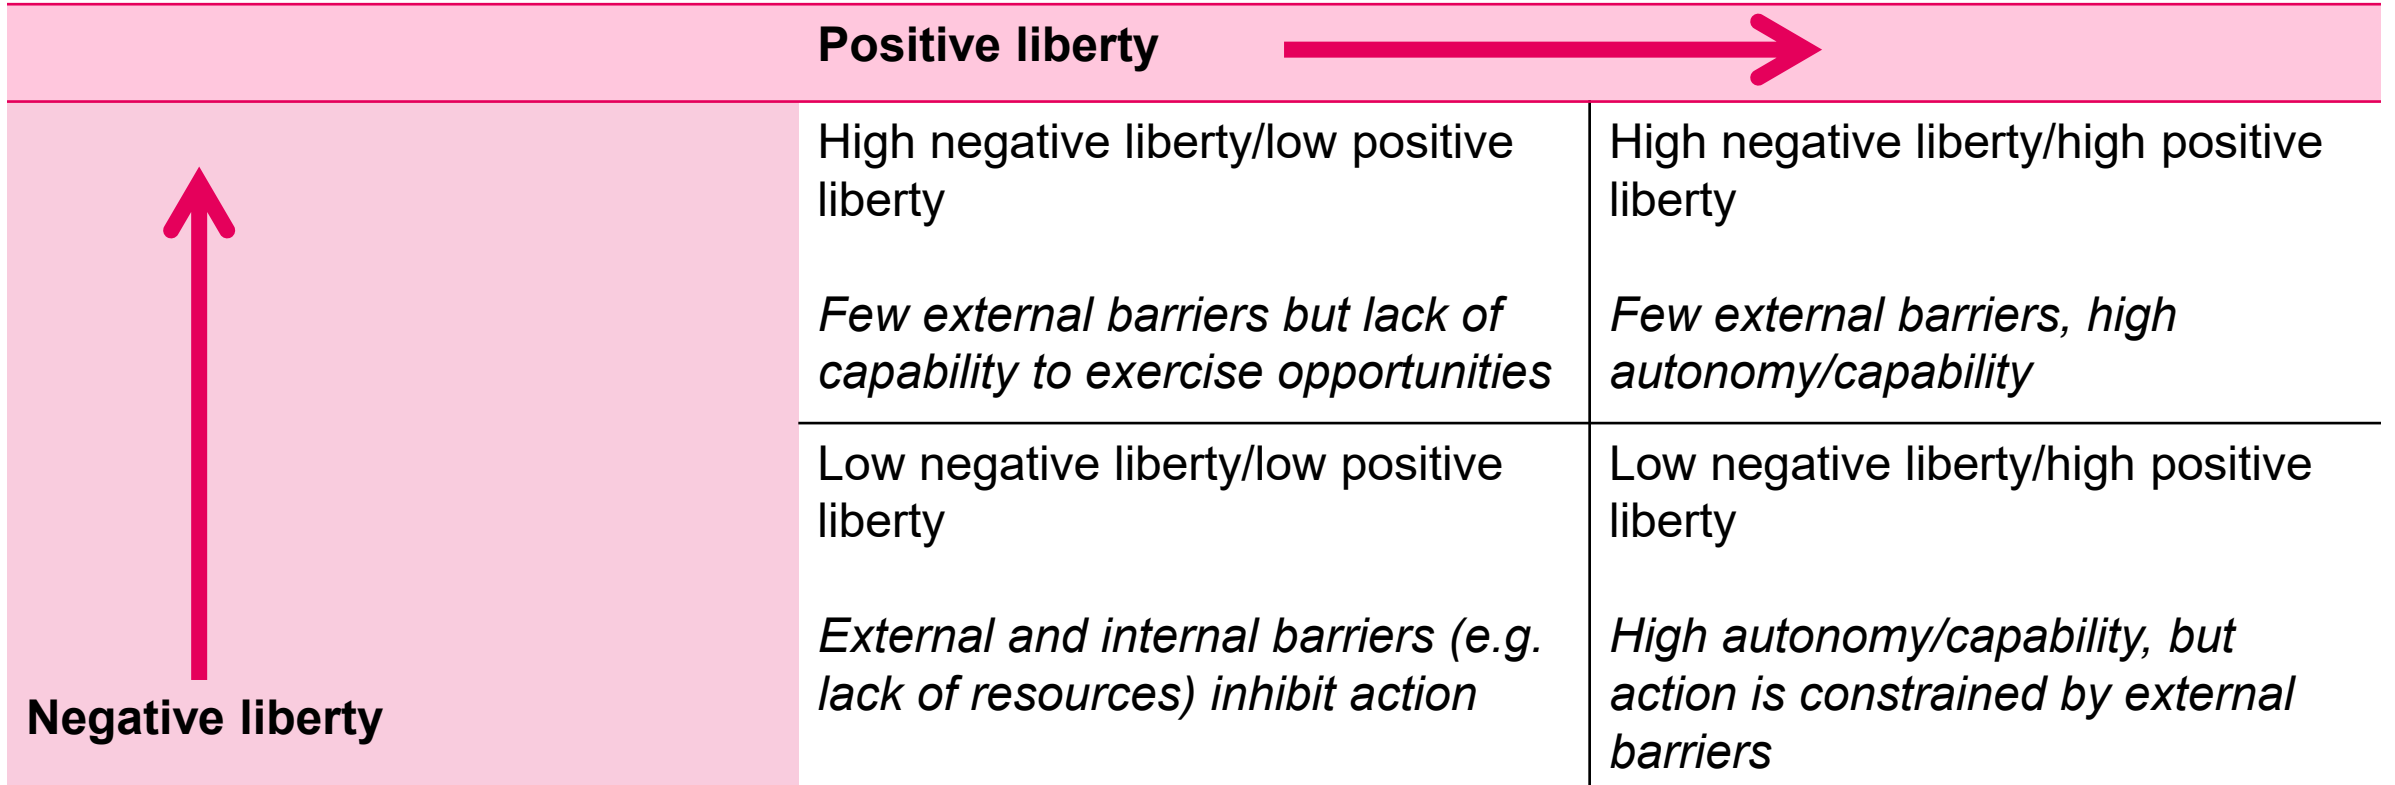 Positive liberty
High negative liberty/low positive
liberty
Few external barriers but lack of
capability to exercise opportunities
High negative liberty/high positive
liberty
Few external barriers, high
autonomy/capability
Negative liberty
Low negative liberty/low positive
liberty
External and internal barriers (e.g.
lack of resources) inhibit action
Low negative liberty/high positive
liberty
High autonomy/capability, but
action is constrained by external
barriers